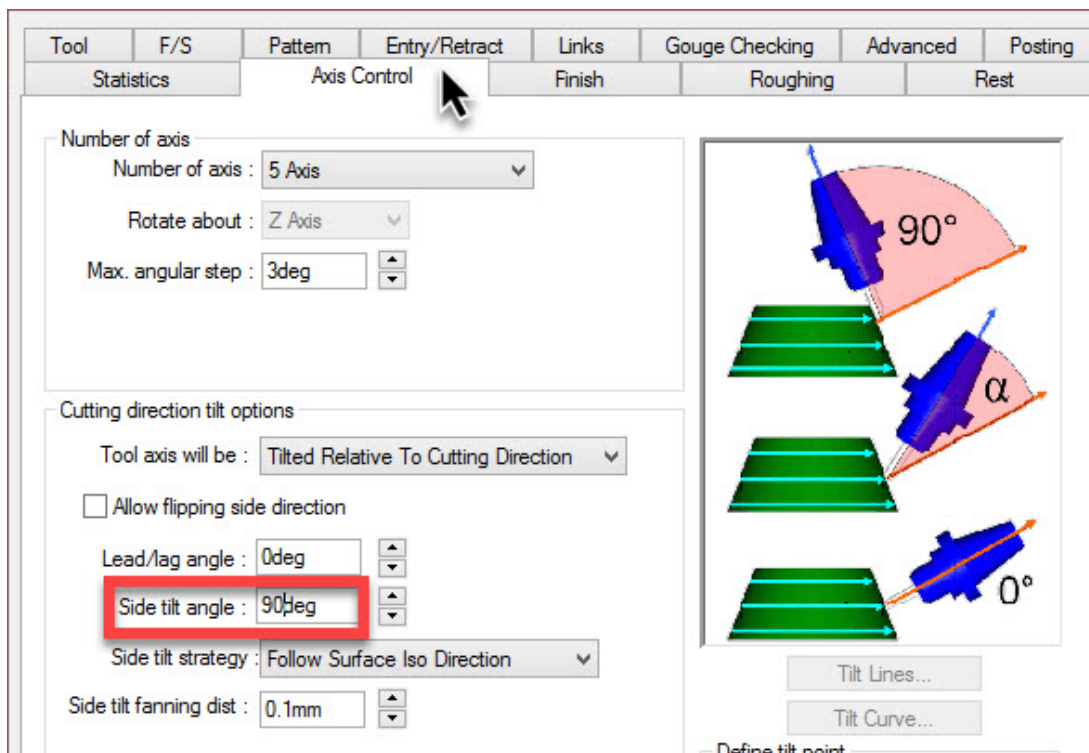 Tool F/S Pattern Entry/Retract Links Gouge Checking Advanced Posting
Statistics Axis Control Finish Roughing Rest
Number of axis
Number of axis : 5 Axis
Rotate about : Z Axis
Max. angular step : 3deg
Cutting direction tilt options
Tool axis will be : Tilted Relative To Cutting Direction
Allow flipping side direction
Lead/lag angle : 0deg
Side tilt angle : 90deg
Side tilt strategy : Follow Surface Iso Direction
Side tilt fanning dist : 0.1mm
90°
α
0°
Tilt Lines...
Tilt Curve...
Define tilt point